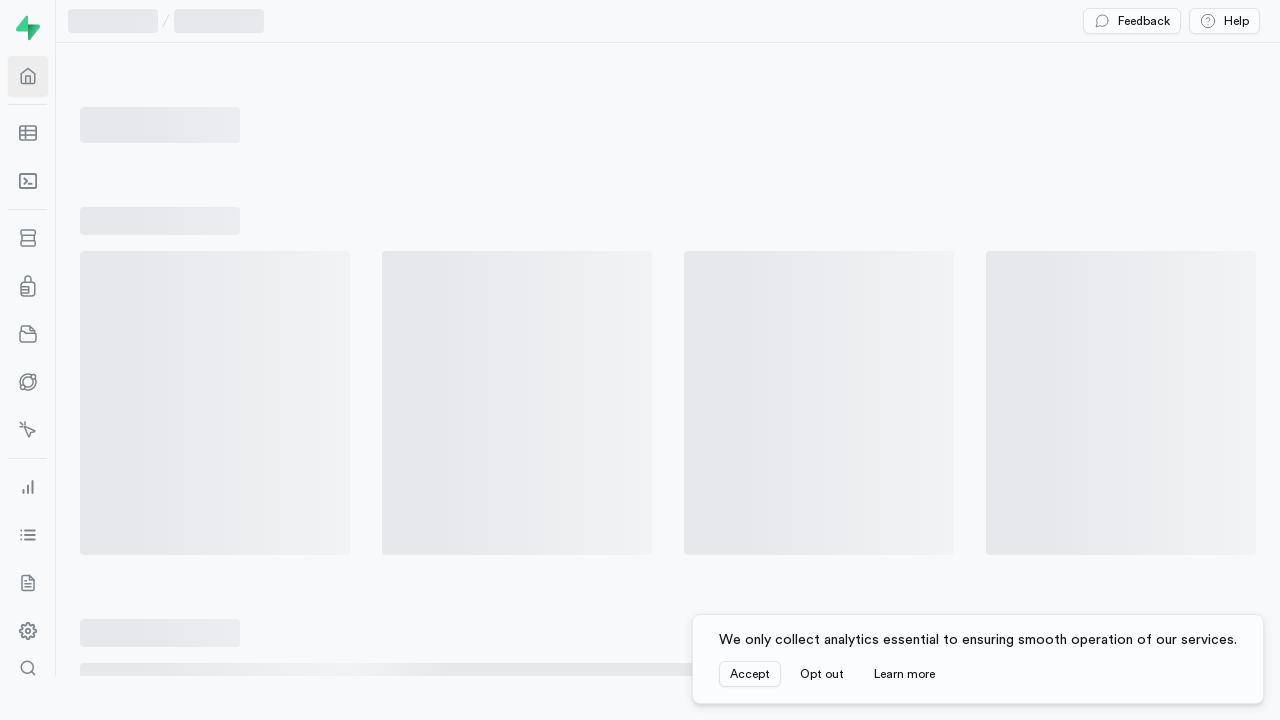 /
Feedback
Help
We only collect analytics essential to ensuring smooth operation of our services.
Accept
Opt out
Learn more